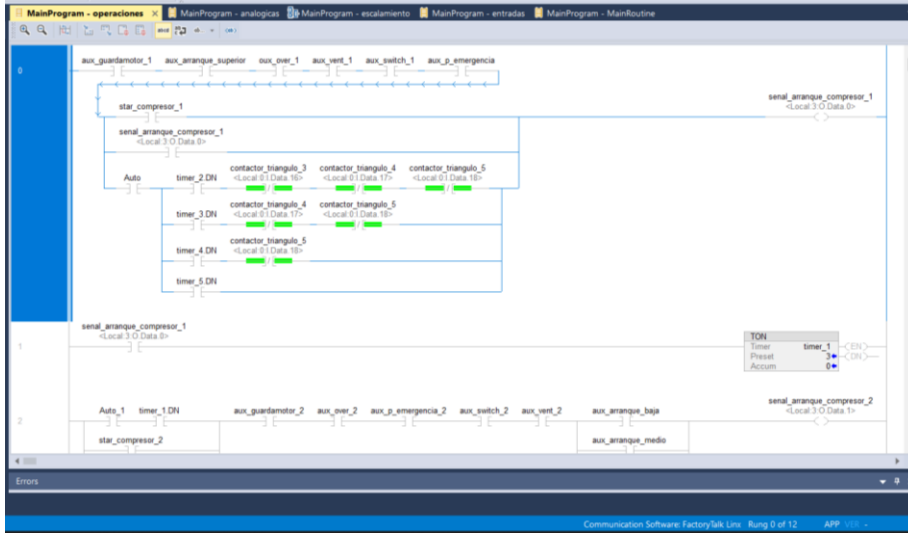 MainProgram - operaciones × MainProgram - analogicas MainProgram - escalamiento MainProgram - entradas MainProgram - MainRoutine
0
aux_guardamotor_1 aux_arranque_superior oux_over_1 aux_vent_1 aux_switch_1 aux_p_emergencia
star_compresor_1
senal_arranque_compresor_1
<Local:3:O.Data.0>
senal_arranque_compresor_1
<Local:3:O.Data.0>
Auto timer_2.DN contactor_triangulo_3 contactor_triangulo_4 contactor_triangulo_5
<Local:0:I.Data.16> <Local:0:I.Data.17> <Local:0:I.Data.18>
timer_3.DN contactor_triangulo_4 contactor_triangulo_5
<Local:0:I.Data.17> <Local:0:I.Data.18>
timer_4.DN contactor_triangulo_5
<Local:0:I.Data.18>
timer_5.DN
1
senal_arranque_compresor_1
<Local:3:O.Data.0>
TON
Timer timer_1 EN
Preset 3 DN
Accum 0
2
Auto_1 timer_1.DN aux_guardamotor_2 aux_over_2 aux_p_emergencia_2 aux_switch_2 aux_vent_2 aux_arranque_baja
senal_arranque_compresor_2
<Local:3:O.Data.1>
star_compresor_2 aux_arranque_medio
Errors
Communication Software: FactoryTalk Linx Rung 0 of 12 APP VER